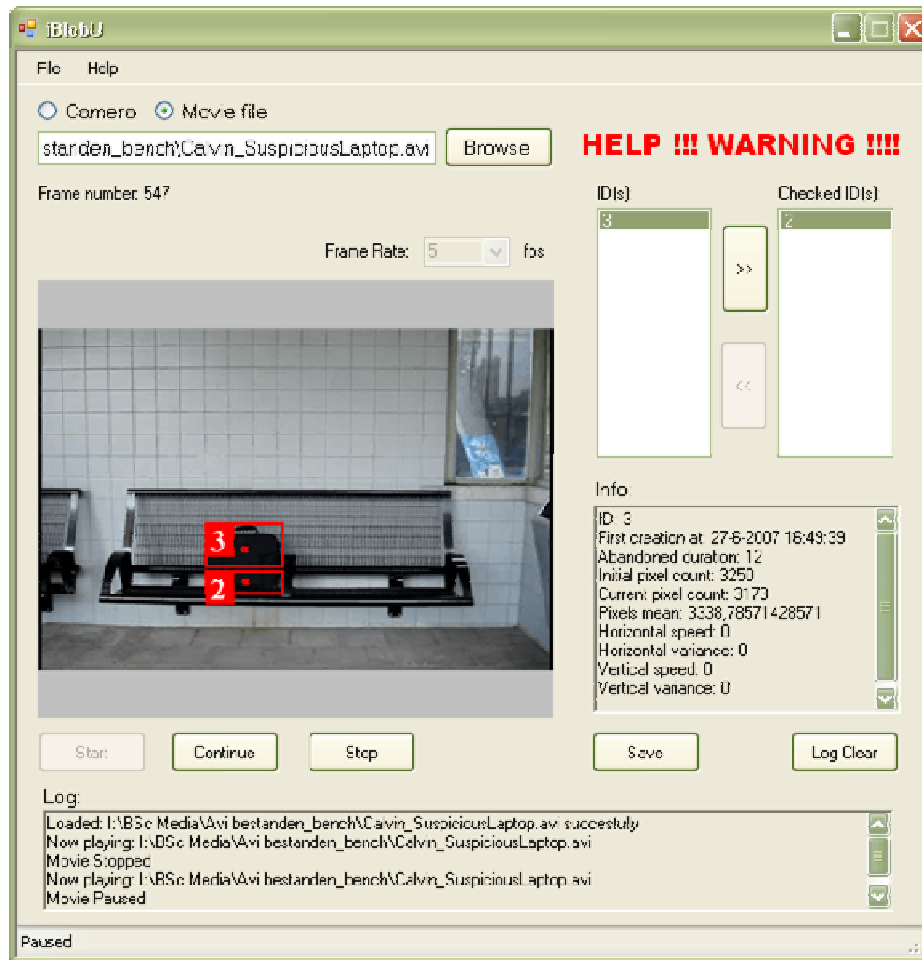 iBlobU
File Help
Camera Movie file
standen_bench\Calvin_SuspiciousLaptop.avi Browse
HELP !!! WARNING !!!!
Frame number: 547
ID(s): Checked ID(s):
3 2
Frame Rate: 5 fps
>>
<<
3
2
Info:
ID: 3
First creation at: 27-6-2007 16:49:39
Abandoned duration: 12
Initial pixel count: 3250
Current pixel count: 3170
Pixels mean: 3338,78571428571
Horizontal speed: 0
Horizontal variance: 0
Vertical speed: 0
Vertical variance: 0
Start Continue Stop Save Log Clear
Log:
Loaded: I:\BSc Media\Avi bestanden_bench\Calvin_SuspiciousLaptop.avi succesfully
Now playing: I:\BSc Media\Avi bestanden_bench\Calvin_SuspiciousLaptop.avi
Movie Stopped
Now playing: I:\BSc Media\Avi bestanden_bench\Calvin_SuspiciousLaptop.avi
Movie Paused
Paused